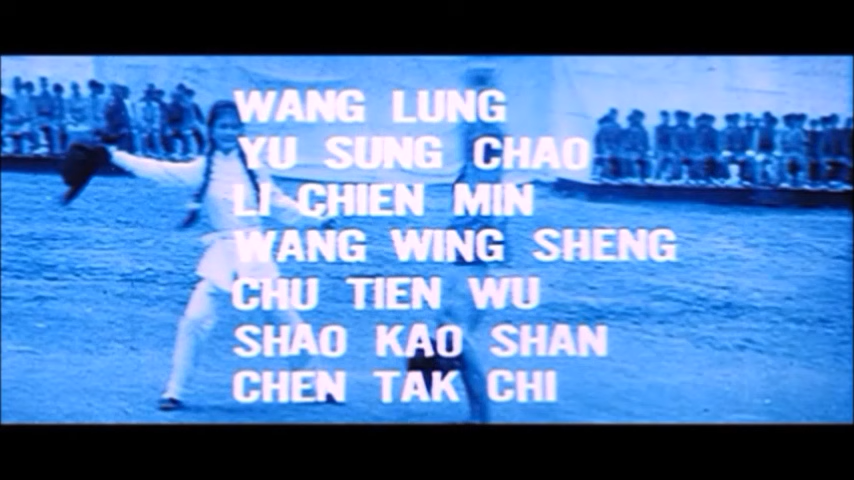 WANG LUNG
YU SUNG CHAO
LI CHIEN MIN
WANG WING SHENG
CHU TIEN WU
SHAO KAO SHAN
CHEN TAK CHI